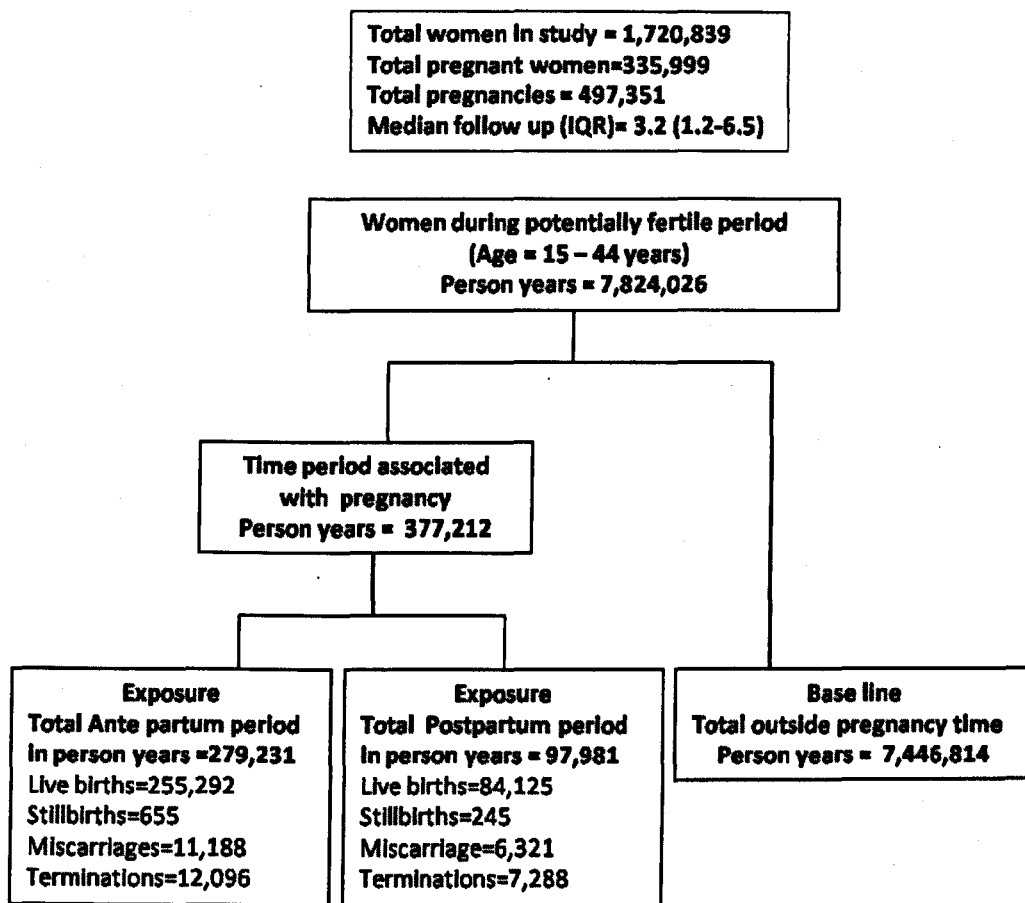 Total women in study = 1,720,839
Total pregnant women=335,999
Total pregnancies = 497,351
Median follow up (IQR)= 3.2 (1.2-6.5)
Women during potentially fertile period
(Age = 15 – 44 years)
Person years = 7,824,026
Time period associated
with pregnancy
Person years = 377,212
Exposure
Total Ante partum period
in person years =279,231
Live births=255,292
Stillbirths=655
Miscarriages=11,188
Terminations=12,096
Exposure
Total Postpartum period
in person years = 97,981
Live births=84,125
Stillbirths=245
Miscarriage=6,321
Terminations=7,288
Base line
Total outside pregnancy time
Person years = 7,446,814